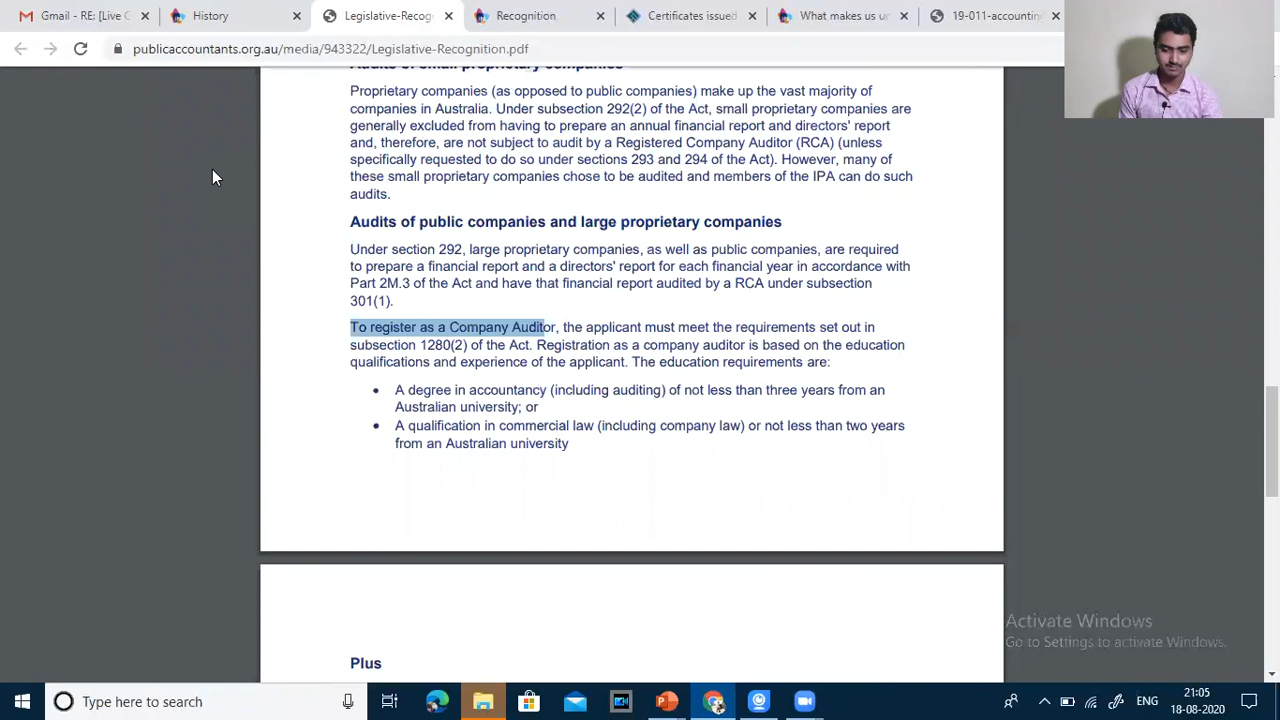 Gmail - RE: [Live C
History
Legislative-Recog
Recognition
Certificates issued
What makes us un
19-011-accountin
publicaccountants.org.au/media/943322/Legislative-Recognition.pdf
Audits of small proprietary companies
Proprietary companies (as opposed to public companies) make up the vast majority of
companies in Australia. Under subsection 292(2) of the Act, small proprietary companies are
generally excluded from having to prepare an annual financial report and directors' report
and, therefore, are not subject to audit by a Registered Company Auditor (RCA) (unless
specifically requested to do so under sections 293 and 294 of the Act). However, many of
these small proprietary companies chose to be audited and members of the IPA can do such
audits.
Audits of public companies and large proprietary companies
Under section 292, large proprietary companies, as well as public companies, are required
to prepare a financial report and a directors' report for each financial year in accordance with
Part 2M.3 of the Act and have that financial report audited by a RCA under subsection
301(1).
To register as a Company Auditor, the applicant must meet the requirements set out in
subsection 1280(2) of the Act. Registration as a company auditor is based on the education
qualifications and experience of the applicant. The education requirements are:
• A degree in accountancy (including auditing) of not less than three years from an
Australian university; or
• A qualification in commercial law (including company law) or not less than two years
from an Australian university
Plus
Activate Windows
Go to Settings to activate Windows.
Type here to search
ENG
21:05
18-08-2020